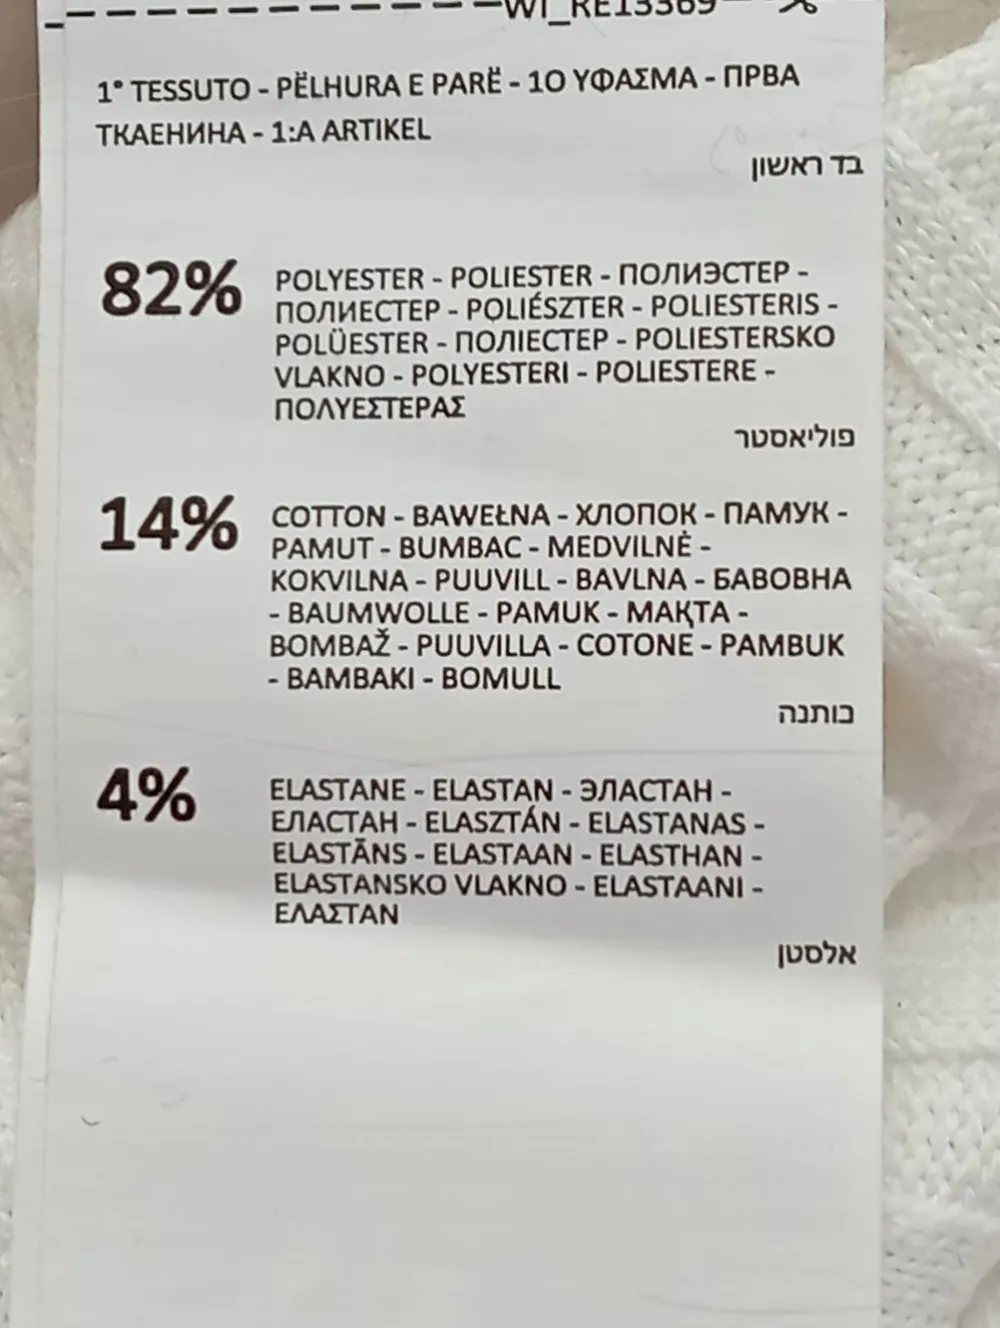 WI_RE13369
1° TESSUTO - PËLHURA E PARË - 1Ο ΥΦΑΣΜΑ - ПРВА
ТКАЕНИНА - 1:A ARTIKEL
בד ראשון
82%
POLYESTER - POLIESTER - ПОЛИЭСТЕР -
ПОЛИЕСТЕР - POLIÉSZTER - POLIESTERIS -
POLÜESTER - ПОЛІЕСТЕР - POLIESTERSKO
VLAKNO - POLYESTERI - POLIESTERE -
ΠΟΛΥΕΣΤΕΡΑΣ
פוליאסטר
14%
COTTON - BAWEŁNA - ХЛОПОК - ПАМУК -
PAMUT - BUMBAC - MEDVILNĖ -
KOKVILNA - PUUVILL - BAVLNA - БАВОВНА
- BAUMWOLLE - PAMUK - МАҚТА -
BOMBAŽ - PUUVILLA - COTONE - PAMBUK
- BAMBAKI - BOMULL
כותנה
4%
ELASTANE - ELASTAN - ЭЛАСТАН -
ЕЛАСТАН - ELASZTÁN - ELASTANAS -
ELASTĀNS - ELASTAAN - ELASTHAN -
ELASTANSKO VLAKNO - ELASTAANI -
ΕΛΑΣΤΑΝ
אלסטן